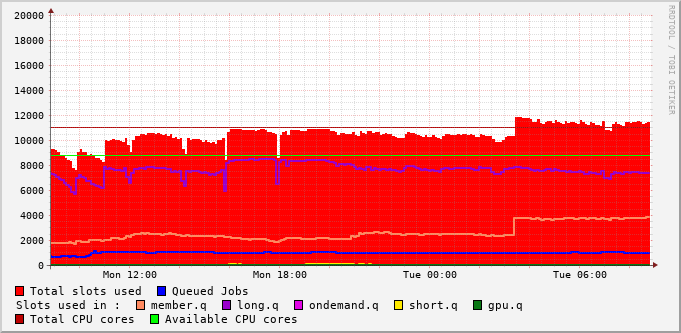 20000
18000
16000
14000
12000
10000
8000
6000
4000
2000
0
Mon 12:00 Mon 18:00 Tue 00:00 Tue 06:00
RRDTOOL / TOBI OETIKER
Total slots used Queued Jobs
Slots used in : member.q long.q ondemand.q short.q gpu.q
Total CPU cores Available CPU cores